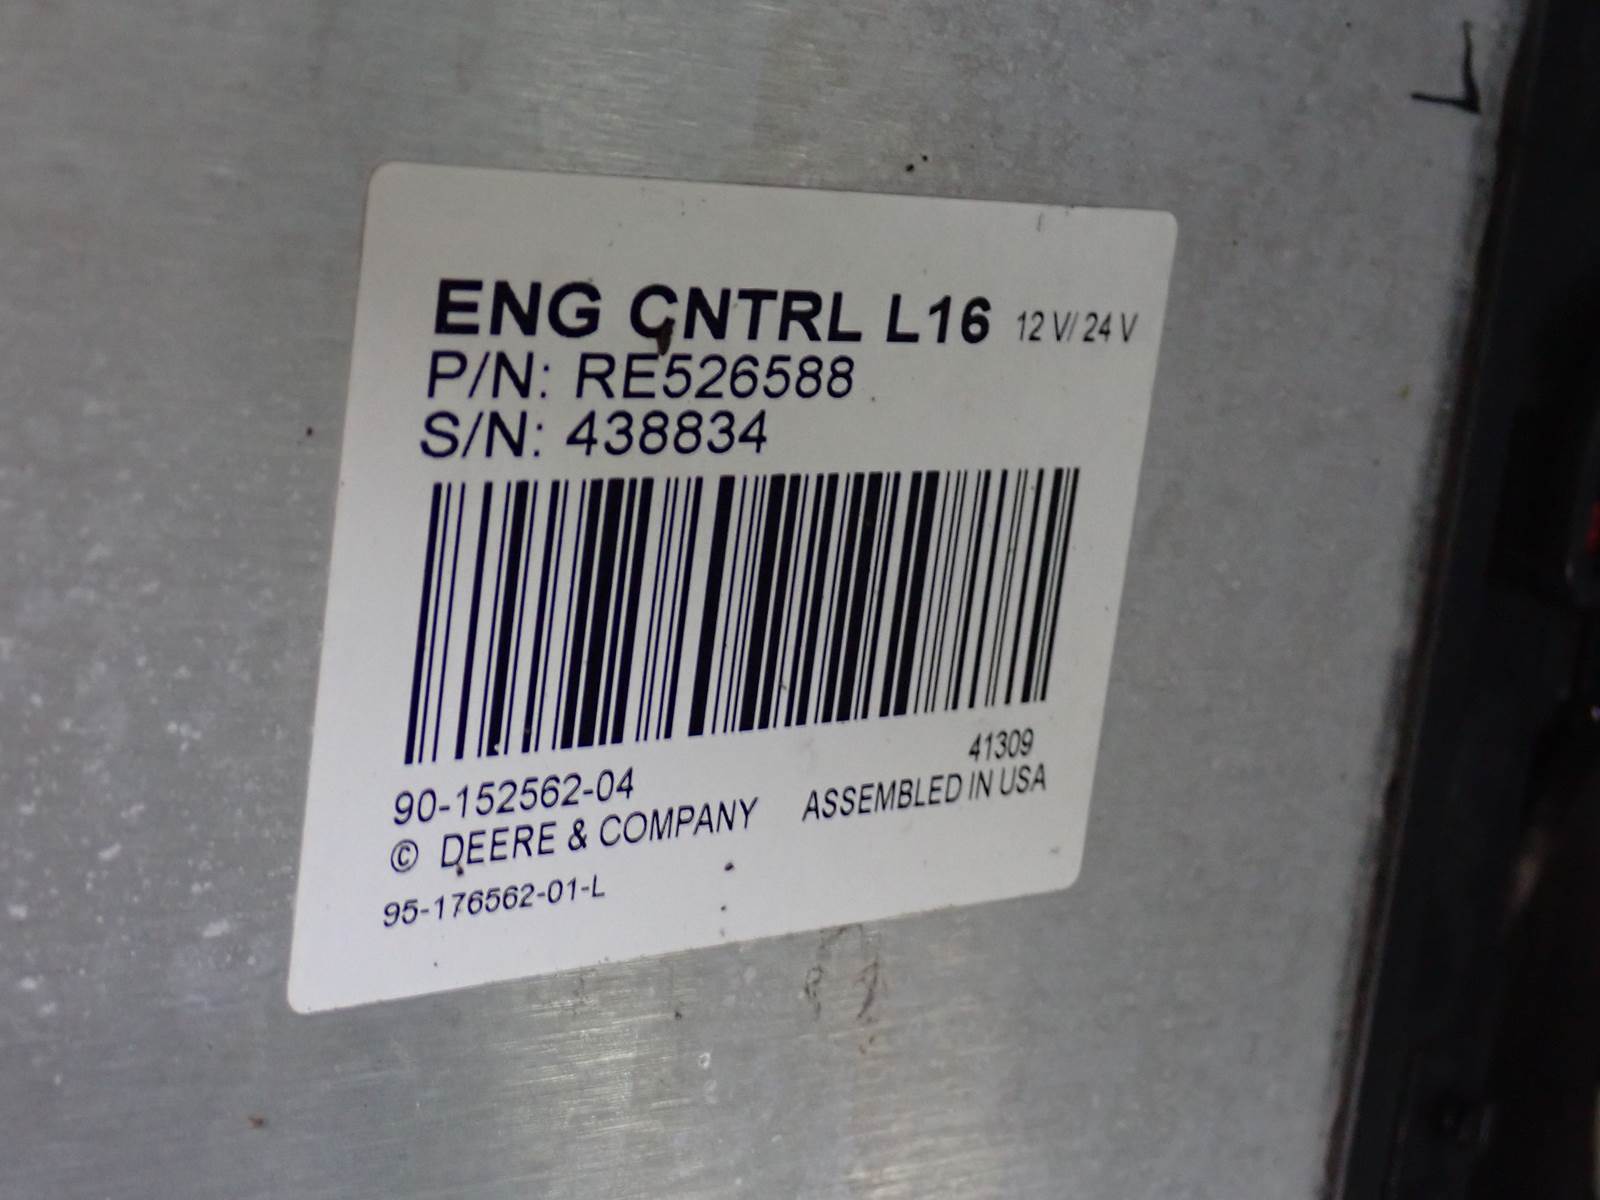 ENG CNTRL L16 12 V/ 24 V
P/N: RE526588
S/N: 438834
41309
90-152562-04
© DEERE & COMPANY ASSEMBLED IN USA
95-176562-01-L